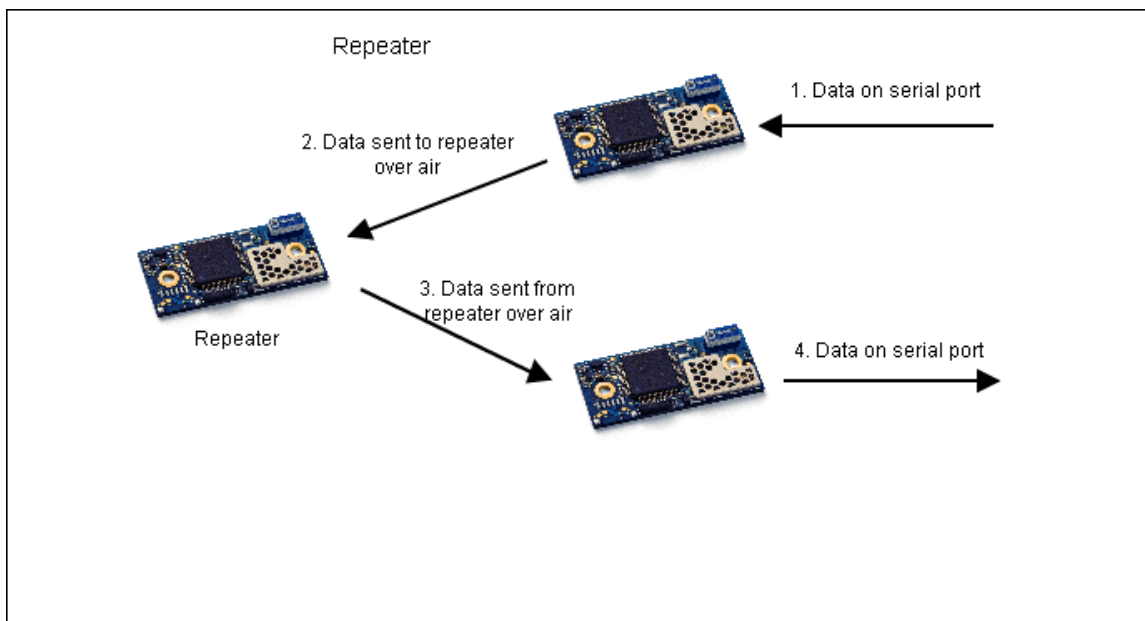 Repeater
1. Data on serial port
2. Data sent to repeater
over air
3. Data sent from
repeater over air
Repeater
4. Data on serial port